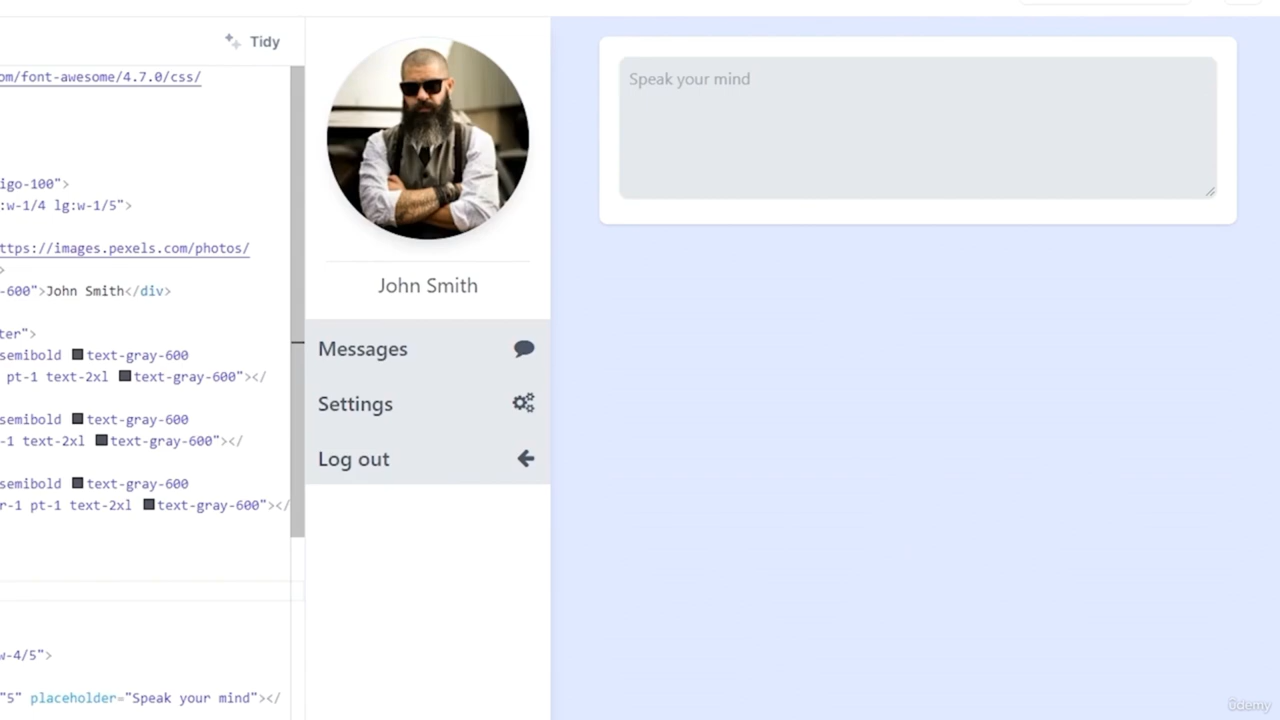 Tidy
om/font-awesome/4.7.0/css/
igo-100">
:w-1/4 lg:w-1/5">
ttps://images.pexels.com/photos/
>
-600">John Smith</div>
ter">
semibold text-gray-600
pt-1 text-2xl text-gray-600"></
semibold text-gray-600
-1 text-2xl text-gray-600"></
semibold text-gray-600
r-1 pt-1 text-2xl text-gray-600"></
w-4/5">
"5" placeholder="Speak your mind"></
John Smith
Messages
Settings
Log out
Speak your mind
ûdemy